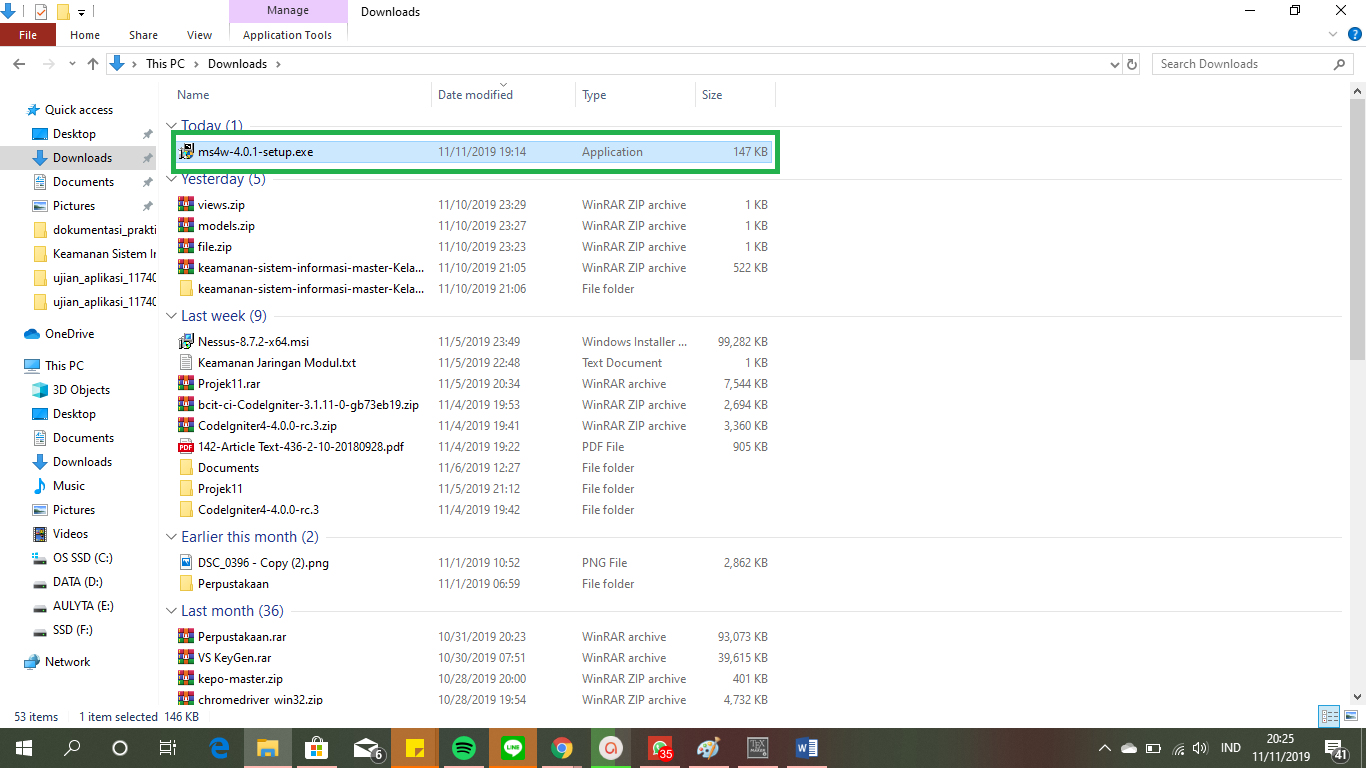 Manage
Downloads
File
Home
Share
View
Application Tools
This PC
Downloads
Search Downloads
Name
Date modified
Type
Size
Quick access
Desktop
Downloads
Documents
Pictures
dokumentasi_prakti
Keamanan Sistem In
ujian_aplikasi_11740
ujian_aplikasi_11740
OneDrive
This PC
3D Objects
Desktop
Documents
Downloads
Music
Pictures
Videos
OS SSD (C:)
DATA (D:)
AULYTA (E:)
SSD (F:)
Network
Today (1)
ms4w-4.0.1-setup.exe 11/11/2019 19:14 Application 147 KB
Yesterday (5)
views.zip 11/10/2019 23:29 WinRAR ZIP archive 1 KB
models.zip 11/10/2019 23:27 WinRAR ZIP archive 1 KB
file.zip 11/10/2019 23:23 WinRAR ZIP archive 1 KB
keamanan-sistem-informasi-master-Kela... 11/10/2019 21:05 WinRAR ZIP archive 522 KB
keamanan-sistem-informasi-master-Kela... 11/10/2019 21:06 File folder
Last week (9)
Nessus-8.7.2-x64.msi 11/5/2019 23:49 Windows Installer ... 99,282 KB
Keamanan Jaringan Modul.txt 11/5/2019 22:48 Text Document 1 KB
Projek11.rar 11/5/2019 20:34 WinRAR archive 7,544 KB
bcit-ci-CodeIgniter-3.1.11-0-gb73eb19.zip 11/4/2019 19:53 WinRAR ZIP archive 2,694 KB
CodeIgniter4-4.0.0-rc.3.zip 11/4/2019 19:41 WinRAR ZIP archive 3,360 KB
142-Article Text-436-2-10-20180928.pdf 11/4/2019 19:22 PDF File 905 KB
Documents 11/6/2019 12:27 File folder
Projek11 11/5/2019 21:12 File folder
CodeIgniter4-4.0.0-rc.3 11/4/2019 19:42 File folder
Earlier this month (2)
DSC_0396 - Copy (2).png 11/1/2019 10:52 PNG File 2,862 KB
Perpustakaan 11/1/2019 06:59 File folder
Last month (36)
Perpustakaan.rar 10/31/2019 20:23 WinRAR archive 93,073 KB
VS KeyGen.rar 10/30/2019 07:51 WinRAR archive 39,615 KB
kepo-master.zip 10/28/2019 20:00 WinRAR ZIP archive 401 KB
chromedriver_win32.zip 10/28/2019 19:54 WinRAR ZIP archive 4,732 KB
53 items 1 item selected 146 KB
6
LINE
35
IND
20:25
11/11/2019
41